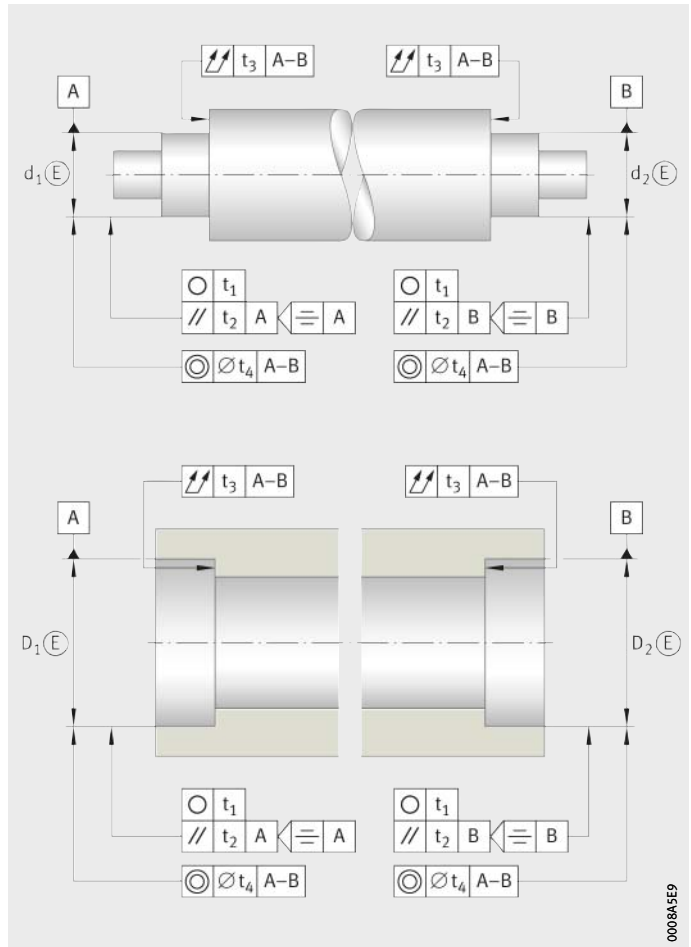 t3 A–B
t3 A–B
A
B
d1 Ⓔ
d2 Ⓔ
t1
t2 A A
t1
t2 B B
Øt4 A–B
Øt4 A–B
t3 A–B
t3 A–B
A
B
D1 Ⓔ
D2 Ⓔ
t1
t2 A A
t1
t2 B B
Øt4 A–B
Øt4 A–B
0008A5E9